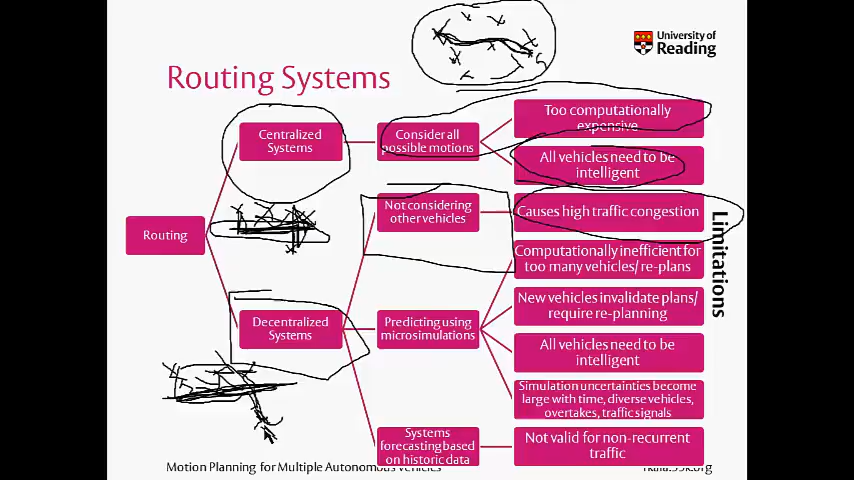 University of
Reading
Routing Systems
Centralized
Systems
Consider all
possible motions
Too computationally
expensive
All vehicles need to be
intelligent
Not considering
other vehicles
Causes high traffic congestion
Routing
Computationally inefficient for
too many vehicles/ re-plans
Limitations
Decentralized
Systems
Predicting using
microsimulations
New vehicles invalidate plans/
require re-planning
All vehicles need to be
intelligent
Simulation uncertainties become
large with time, diverse vehicles,
overtakes, traffic signals
Systems
forecasting based
on historic data
Not valid for non-recurrent
traffic
Motion Planning for Multiple Autonomous Vehicles